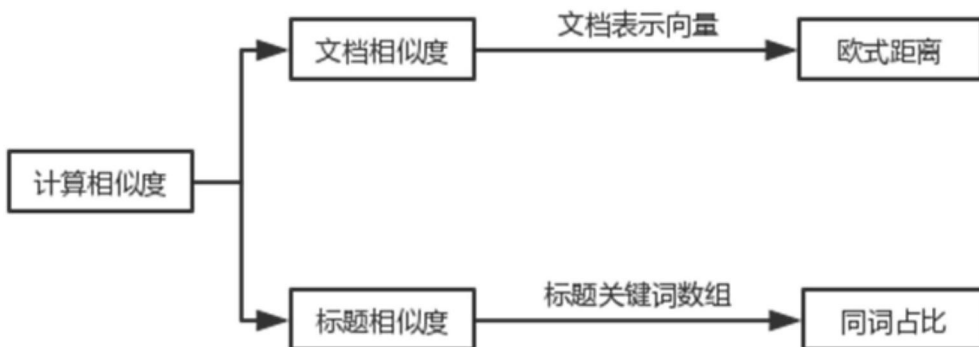 文档表示向量
文档相似度
欧式距离
计算相似度
标题关键词数组
标题相似度
同词占比